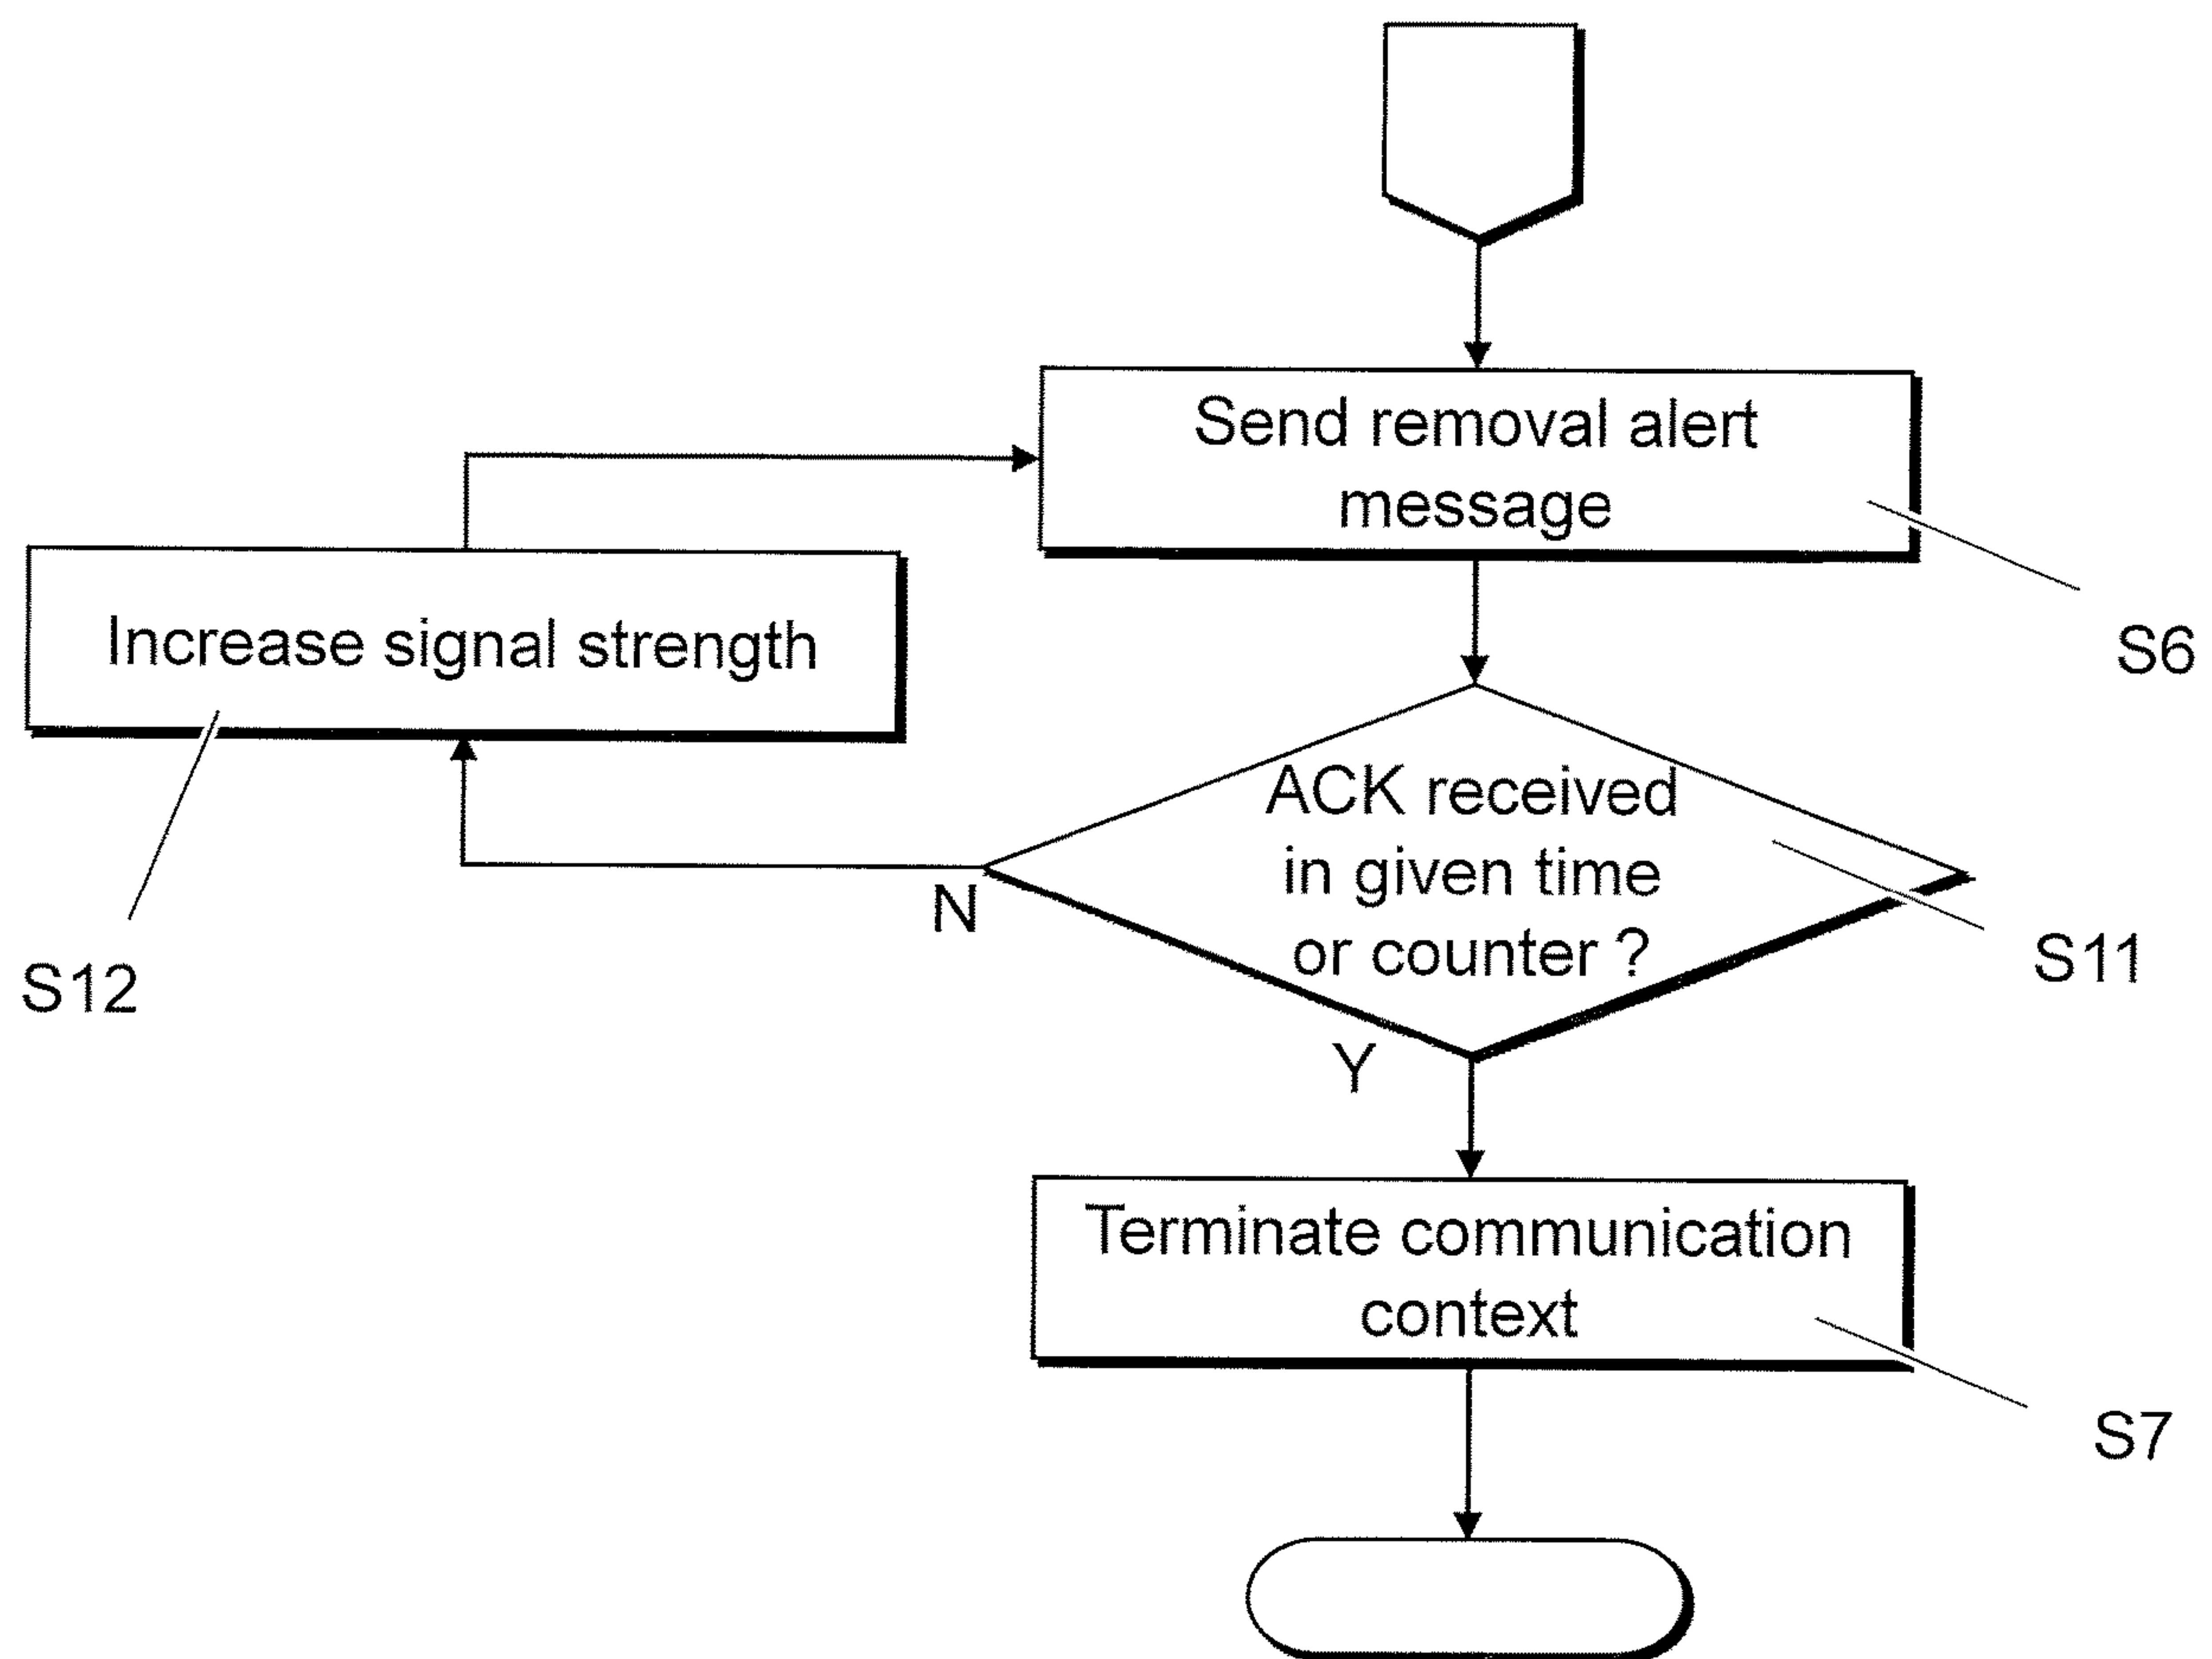 Send removal alert
message
S6
Increase signal strength
S12
ACK received
in given time
or counter ?
S11
N
Y
Terminate communication
context
S7